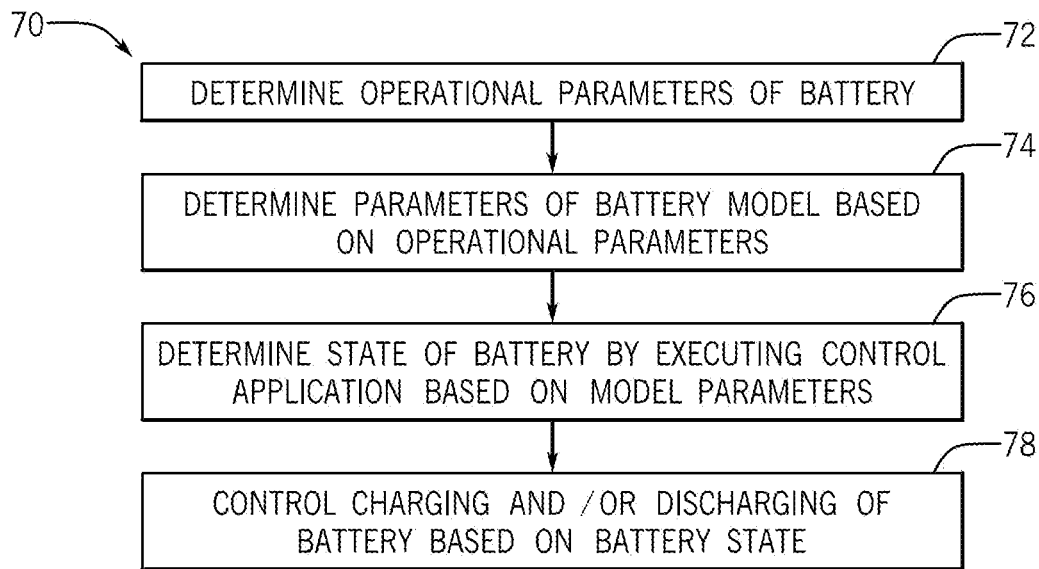 70
72
DETERMINE OPERATIONAL PARAMETERS OF BATTERY
74
DETERMINE PARAMETERS OF BATTERY MODEL BASED
ON OPERATIONAL PARAMETERS
76
DETERMINE STATE OF BATTERY BY EXECUTING CONTROL
APPLICATION BASED ON MODEL PARAMETERS
78
CONTROL CHARGING AND /OR DISCHARGING OF
BATTERY BASED ON BATTERY STATE